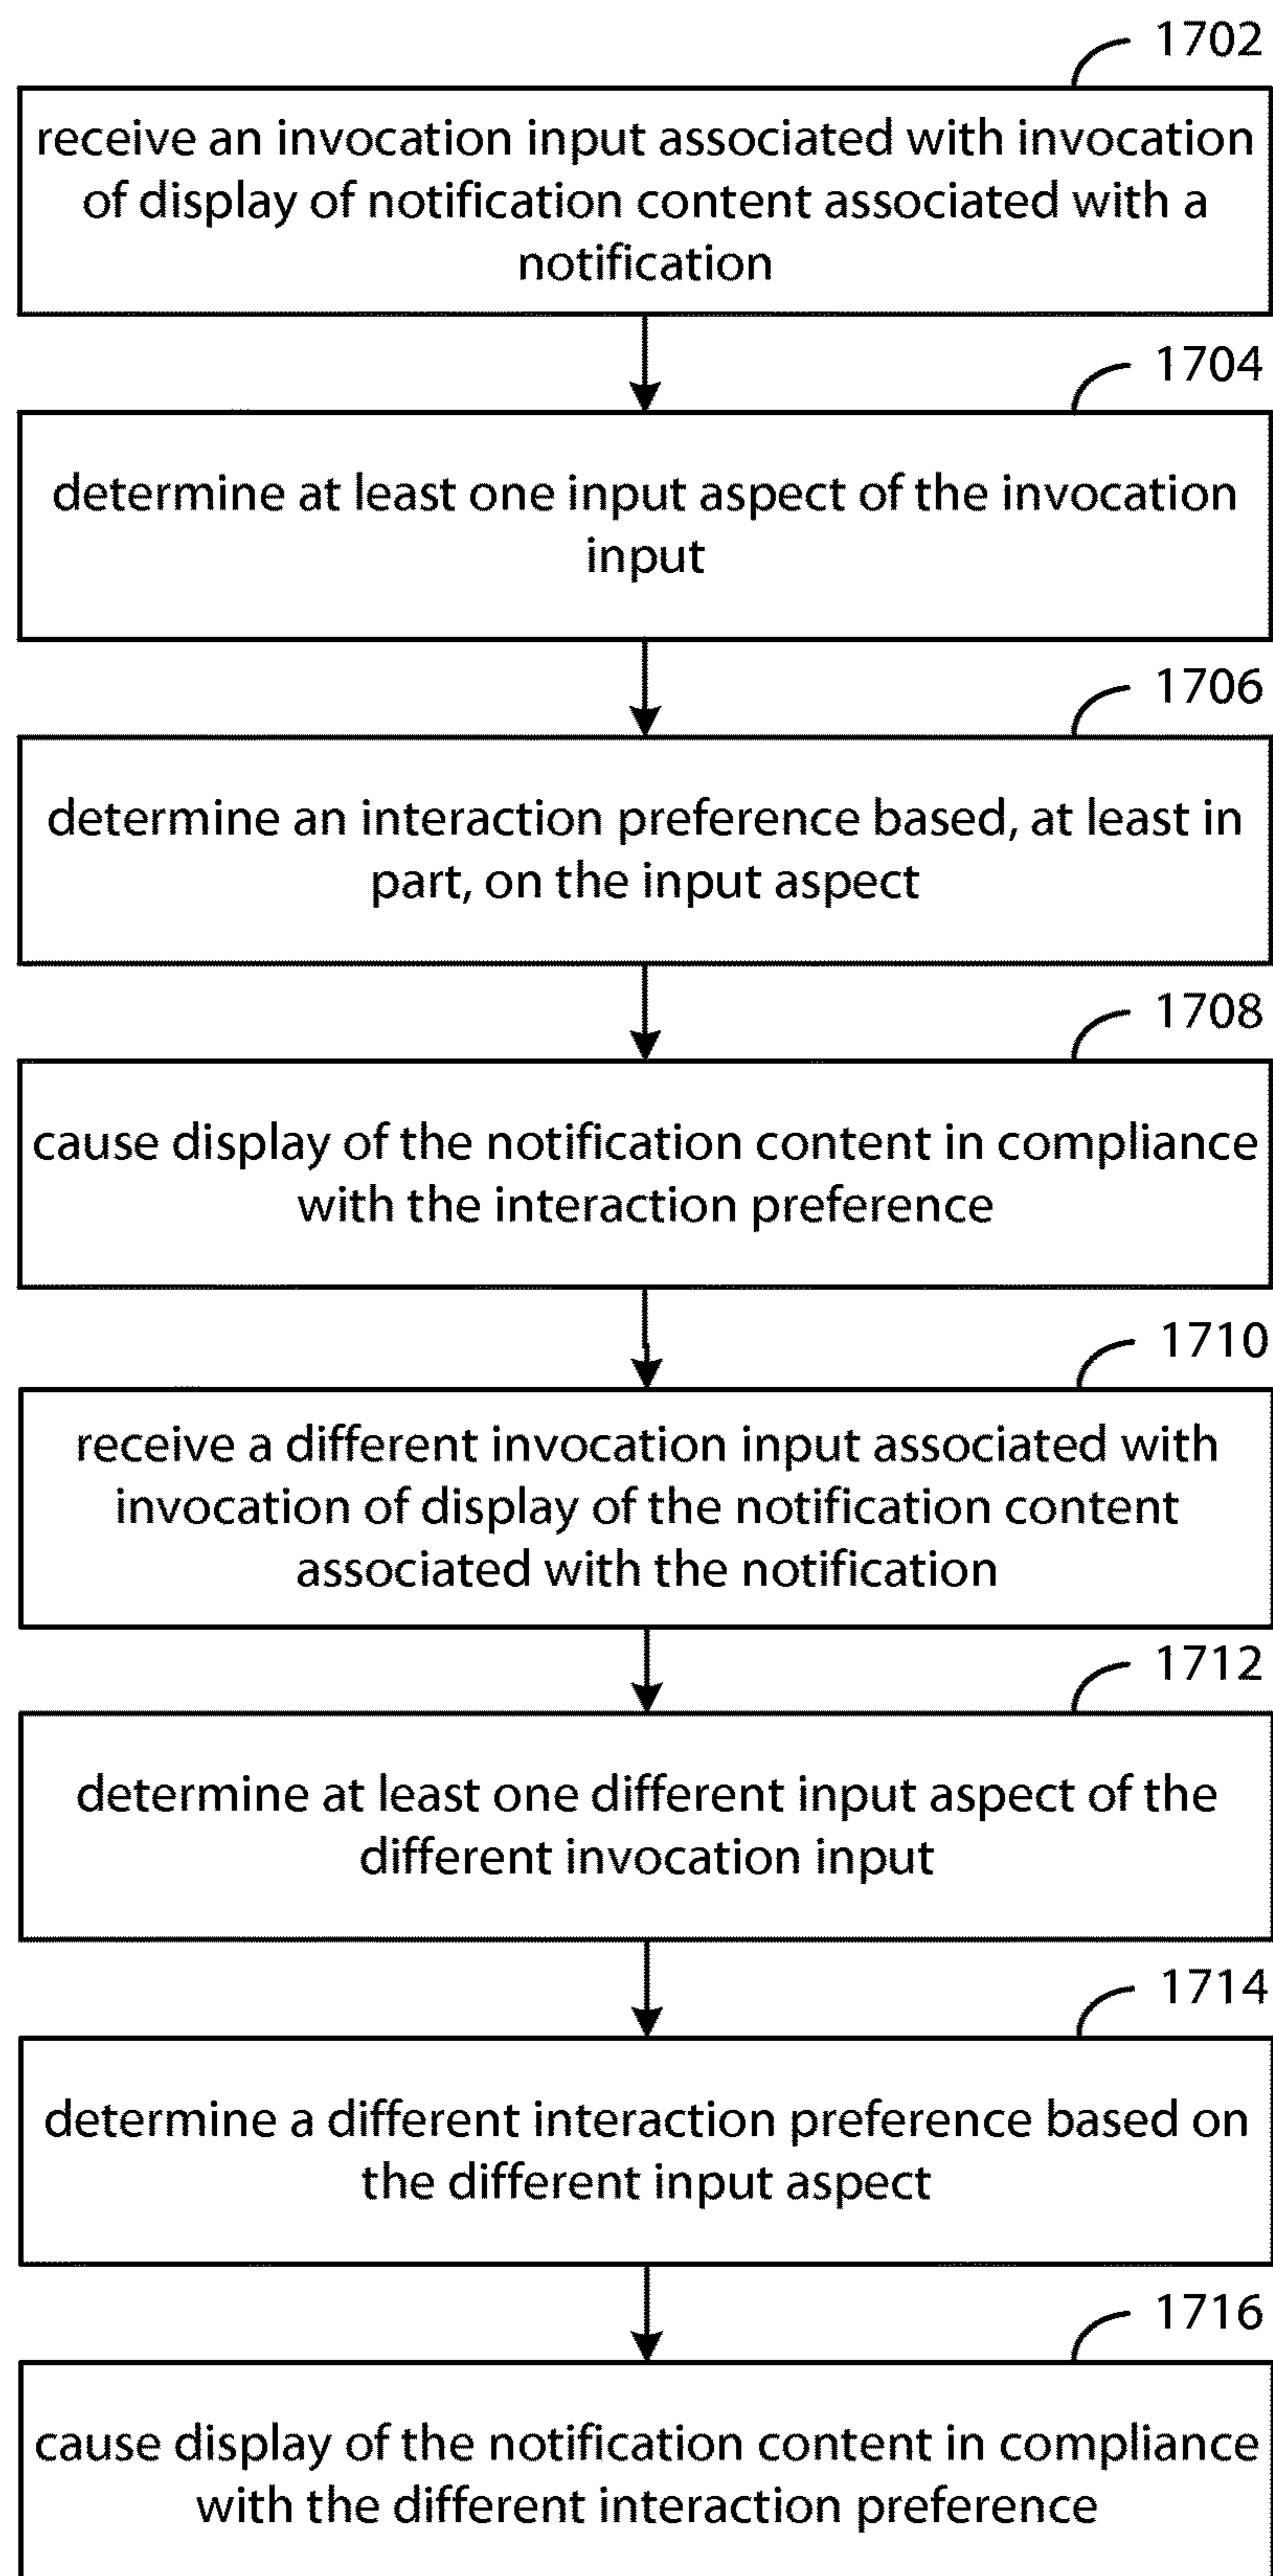 1702
receive an invocation input associated with invocation
of display of notification content associated with a
notification
1704
determine at least one input aspect of the invocation
input
1706
determine an interaction preference based, at least in
part, on the input aspect
1708
cause display of the notification content in compliance
with the interaction preference
1710
receive a different invocation input associated with
invocation of display of the notification content
associated with the notification
1712
determine at least one different input aspect of the
different invocation input
1714
determine a different interaction preference based on
the different input aspect
1716
cause display of the notification content in compliance
with the different interaction preference